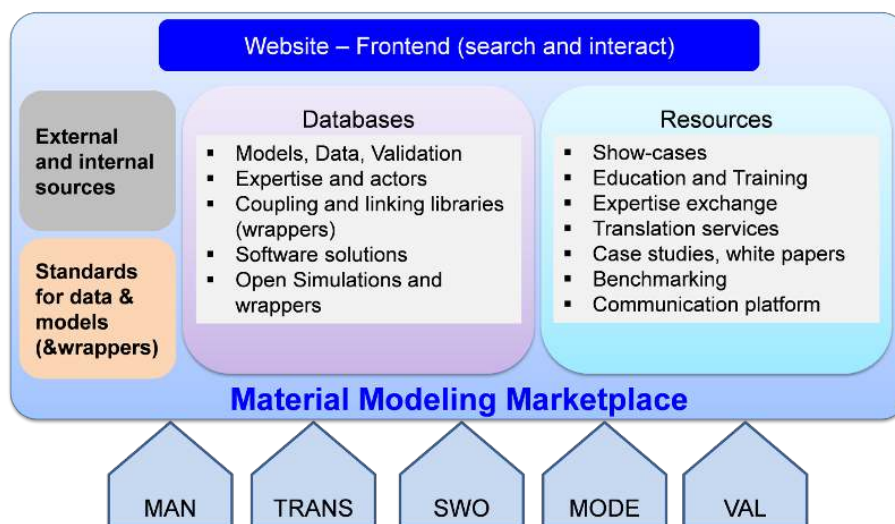 Website – Frontend (search and interact)
External
and internal
sources
Standards
for data &
models
(&wrappers)
Databases
▪ Models, Data, Validation
▪ Expertise and actors
▪ Coupling and linking libraries
(wrappers)
▪ Software solutions
▪ Open Simulations and
wrappers
Resources
▪ Show-cases
▪ Education and Training
▪ Expertise exchange
▪ Translation services
▪ Case studies, white papers
▪ Benchmarking
▪ Communication platform
Material Modeling Marketplace
MAN
TRANS
SWO
MODE
VAL